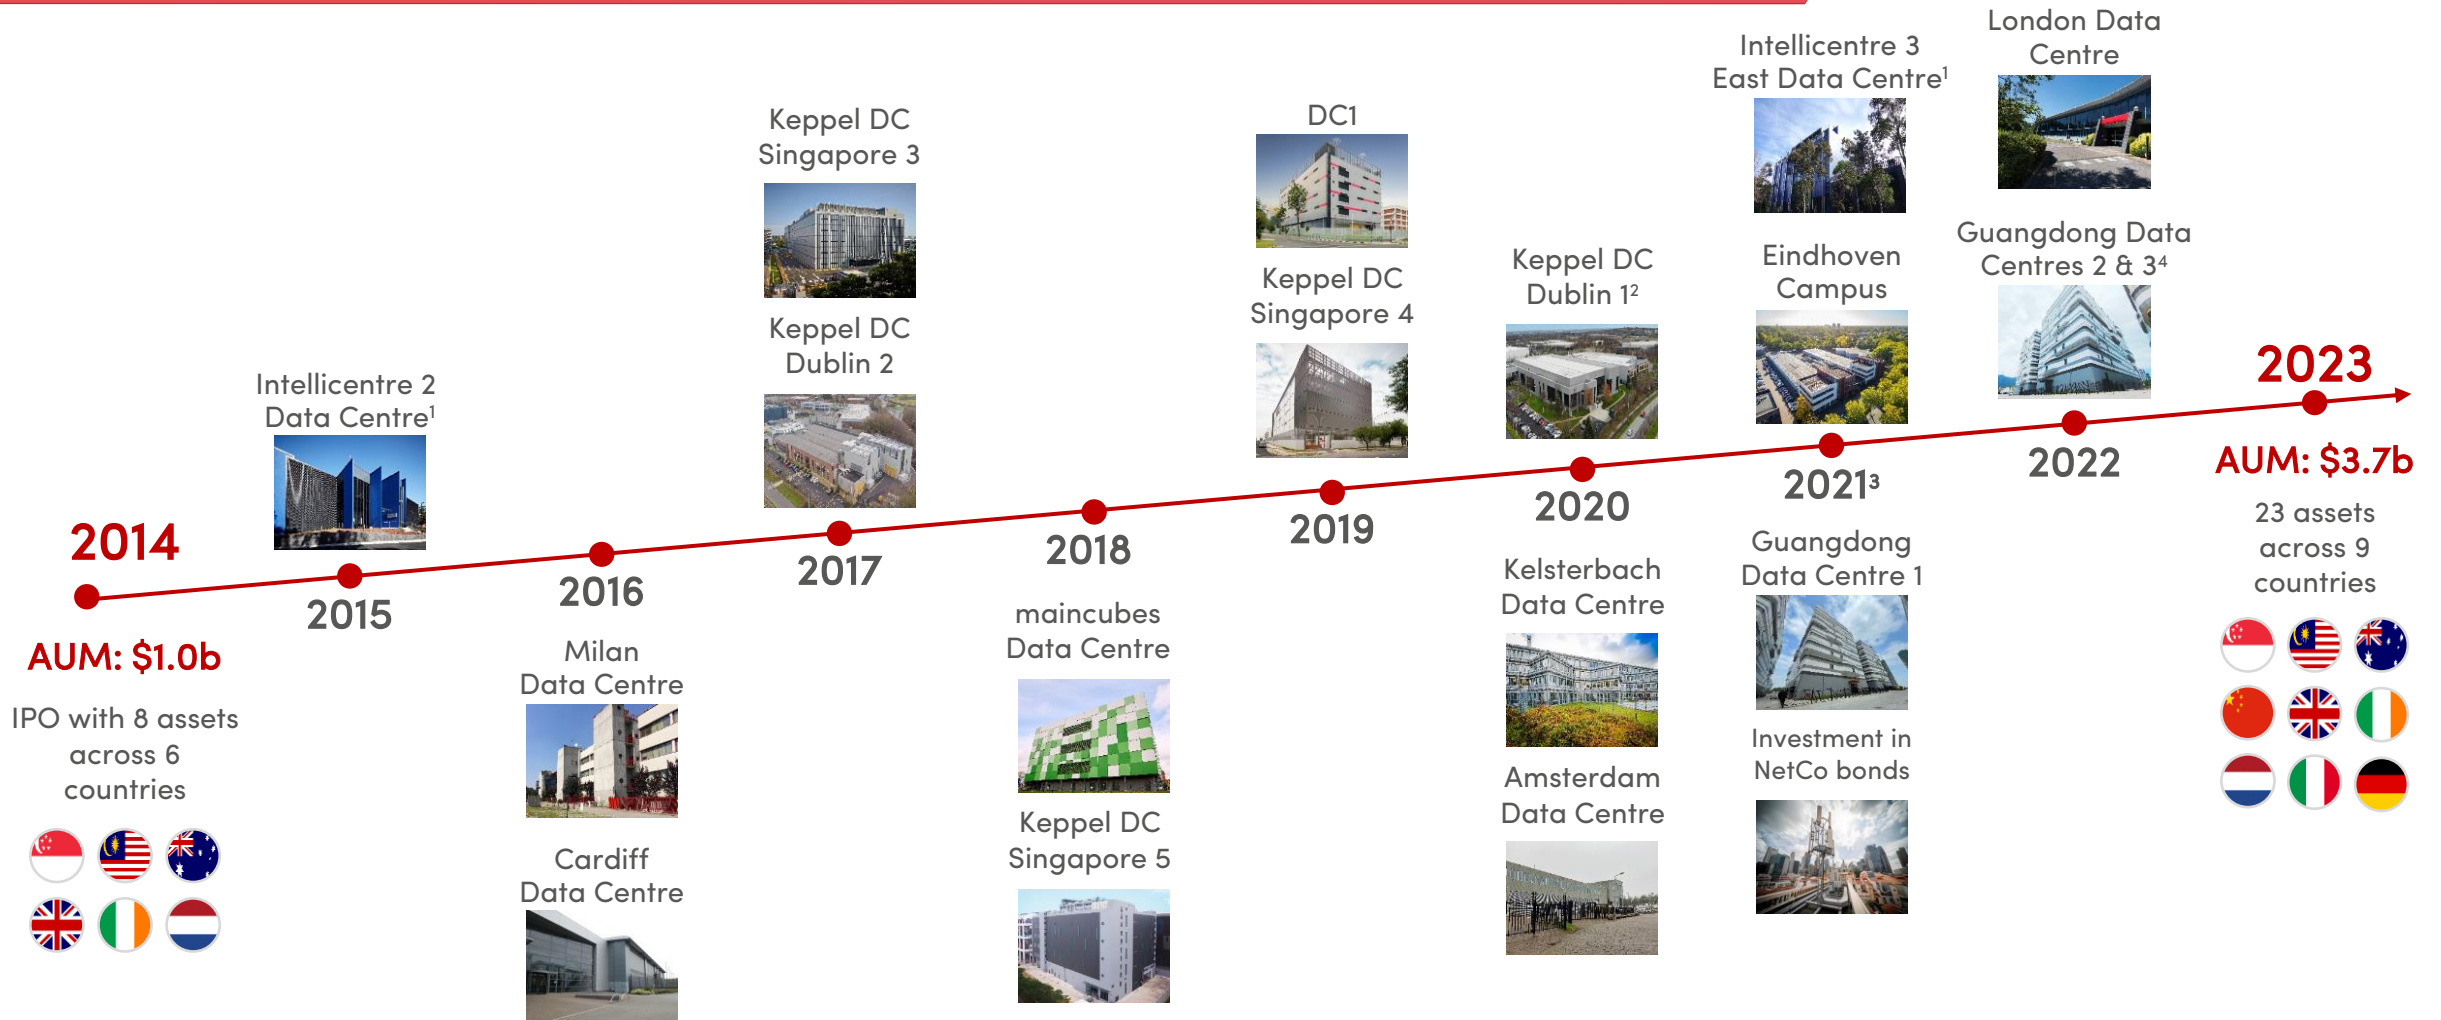 2014
AUM: $1.0b
IPO with 8 assets
across 6
countries
Intellicentre 2
Data Centre¹
2015
2016
Milan
Data Centre
Cardiff
Data Centre
Keppel DC
Singapore 3
Keppel DC
Dublin 2
2017
2018
maincubes
Data Centre
Keppel DC
Singapore 5
DC1
Keppel DC
Singapore 4
2019
Keppel DC
Dublin 1²
2020
Kelsterbach
Data Centre
Amsterdam
Data Centre
Intellicentre 3
East Data Centre¹
Eindhoven
Campus
2021³
Guangdong
Data Centre 1
Investment in
NetCo bonds
London Data
Centre
Guangdong Data
Centres 2 & 3⁴
2022
2023
AUM: $3.7b
23 assets
across 9
countries